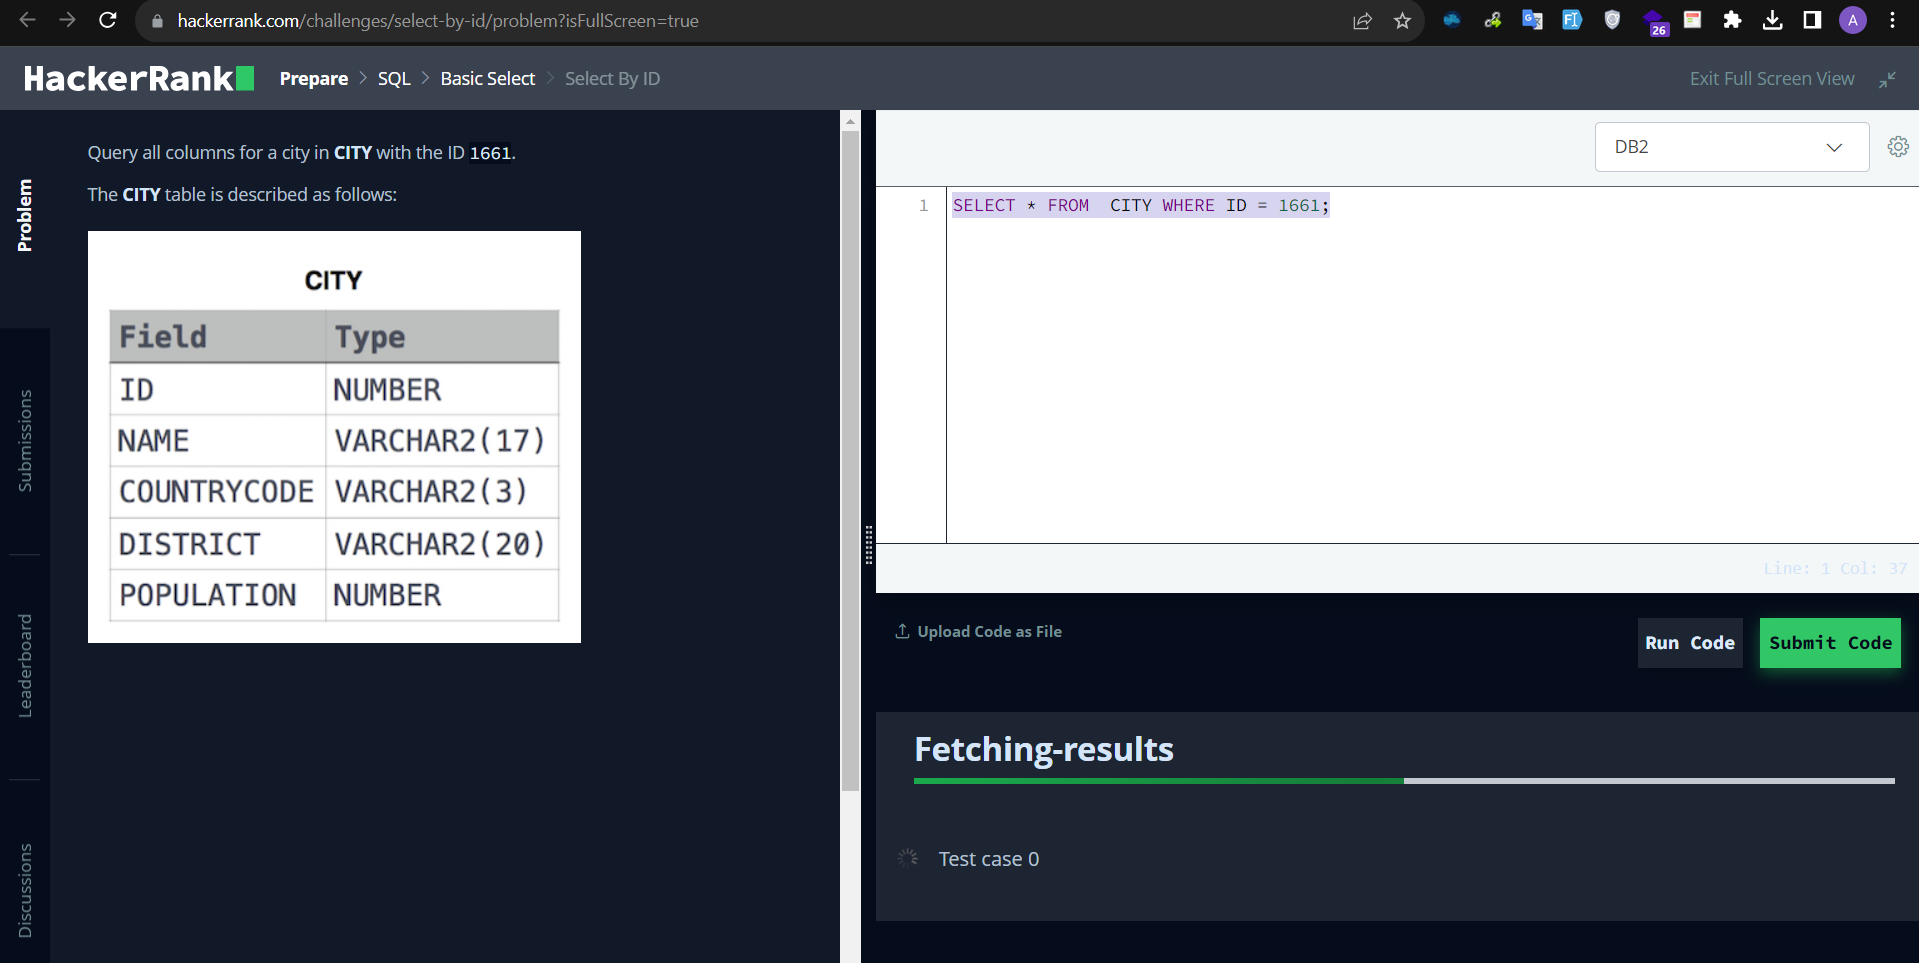 hackerrank.com/challenges/select-by-id/problem?isFullScreen=true
26
A
HackerRank
Prepare > SQL > Basic Select > Select By ID
Exit Full Screen View
Problem
Submissions
Leaderboard
Discussions
Query all columns for a city in CITY with the ID 1661.
The CITY table is described as follows:
CITY
Field Type
ID NUMBER
NAME VARCHAR2(17)
COUNTRYCODE VARCHAR2(3)
DISTRICT VARCHAR2(20)
POPULATION NUMBER
DB2
1 SELECT * FROM  CITY WHERE ID = 1661;
Line: 1 Col: 37
Upload Code as File
Run Code
Submit Code
Fetching-results
Test case 0